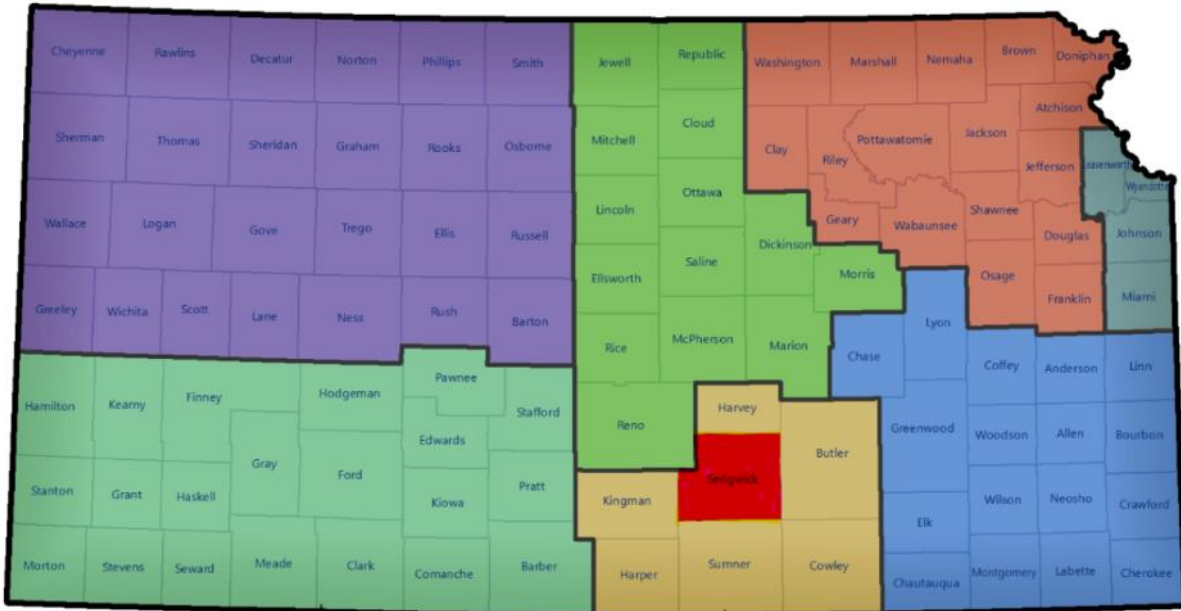 Cheyenne
Rawlins
Decatur
Norton
Phillips
Smith
Jewell
Republic
Washington
Marshall
Nemaha
Brown
Doniphan
Sherman
Thomas
Sheridan
Graham
Rooks
Osborne
Mitchell
Cloud
Clay
Riley
Pottawatomie
Jackson
Atchison
Jefferson
Leavenworth
Wyandotte
Wallace
Logan
Gove
Trego
Ellis
Russell
Lincoln
Ottawa
Dickinson
Geary
Wabaunsee
Shawnee
Douglas
Johnson
Greeley
Wichita
Scott
Lane
Ness
Rush
Barton
Ellsworth
Saline
Morris
Osage
Franklin
Miami
Rice
McPherson
Marion
Chase
Lyon
Coffey
Anderson
Linn
Hamilton
Kearny
Finney
Hodgeman
Pawnee
Stafford
Edwards
Reno
Harvey
Butler
Greenwood
Woodson
Allen
Bourbon
Stanton
Grant
Haskell
Gray
Ford
Kiowa
Pratt
Kingman
Sedgwick
Elk
Wilson
Neosho
Crawford
Morton
Stevens
Seward
Meade
Clark
Comanche
Barber
Harper
Sumner
Cowley
Chautauqua
Montgomery
Labette
Cherokee